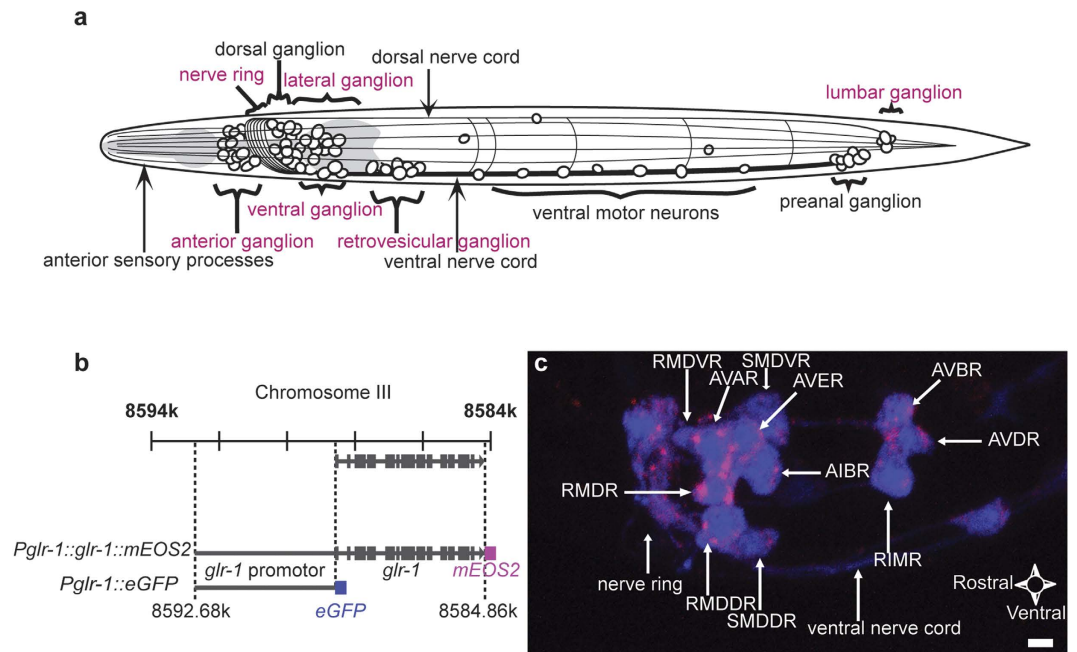 a
dorsal ganglion
nerve ring
lateral ganglion
dorsal nerve cord
lumbar ganglion
ventral ganglion
ventral motor neurons
preanal ganglion
anterior ganglion
retrovesicular ganglion
anterior sensory processes
ventral nerve cord
b
Chromosome III
8594k
8584k
Pglr-1::glr-1::mEOS2
glr-1 promotor
glr-1
mEOS2
Pglr-1::eGFP
8592.68k
eGFP
8584.86k
c
RMDVR
SMDVR
AVAR
AVER
AVBR
AVDR
AIBR
RMDR
RIMR
nerve ring
RMDDR
SMDDR
ventral nerve cord
Rostral
Ventral